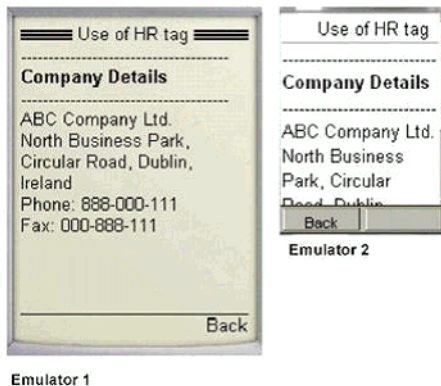 Use of HR tag
Company Details
ABC Company Ltd.
North Business Park,
Circular Road, Dublin,
Ireland
Phone: 888-000-111
Fax: 000-888-111
Back
Emulator 1
Use of HR tag
Company Details
ABC Company Ltd.
North Business
Park, Circular
Road, Dublin,
Back
Emulator 2